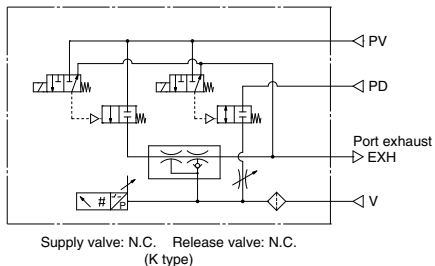 PV
PD
Port exhaust
EXH
# P
V
Supply valve: N.C. Release valve: N.C.
(K type)